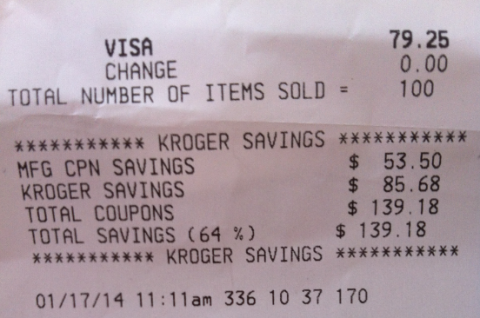 VISA 79.25
CHANGE 0.00
TOTAL NUMBER OF ITEMS SOLD = 100
*********** KROGER SAVINGS ***********
MFG CPN SAVINGS $ 53.50
KROGER SAVINGS $ 85.68
TOTAL COUPONS $ 139.18
TOTAL SAVINGS (64 %) $ 139.18
*********** KROGER SAVINGS ***********
01/17/14 11:11am 336 10 37 170